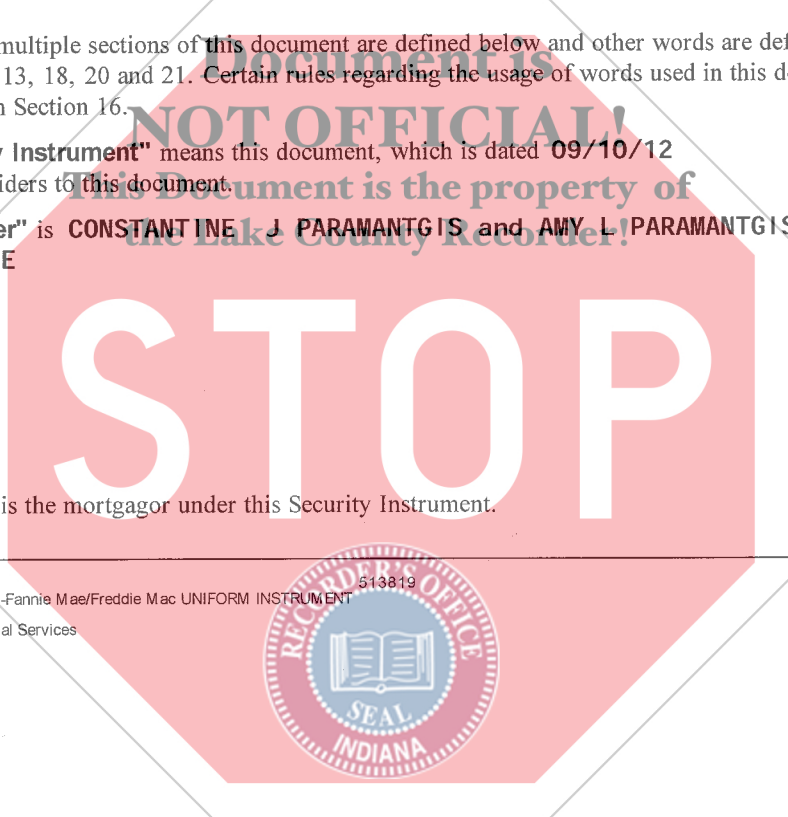 multiple sections of this document are defined below and other words are def
13, 18, 20 and 21. Certain rules regarding the usage of words used in this d
n Section 16.
y Instrument" means this document, which is dated 09/10/12
iders to this document.
er" is CONSTANTINE J PARAMANTGIS and AMY L PARAMANTGIS
E
Document is
NOT OFFICIAL!
This Document is the property of
the Lake County Recorder!
STOP
is the mortgagor under this Security Instrument.
513819
-Fannie Mae/Freddie Mac UNIFORM INSTRUMENT
al Services
RECORDER'S OFFICE
SEAL
INDIANA